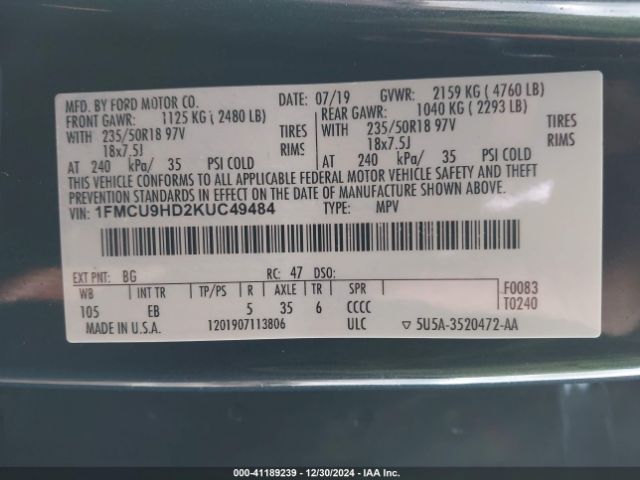 MFD. BY FORD MOTOR CO. DATE: 07/19 GVWR: 2159 KG ( 4760 LB)
FRONT GAWR: 1125 KG ( 2480 LB) REAR GAWR: 1040 KG ( 2293 LB)
WITH 235/50R18 97V TIRES WITH 235/50R18 97V TIRES
18x7.5J RIMS 18x7.5J RIMS
AT 240 kPa/ 35 PSI COLD AT 240 kPa/ 35 PSI COLD
THIS VEHICLE CONFORMS TO ALL APPLICABLE FEDERAL MOTOR VEHICLE SAFETY AND THEFT
PREVENTION STANDARDS IN EFFECT ON THE DATE OF MANUFACTURE SHOWN ABOVE.
VIN: 1FMCU9HD2KUC49484 TYPE: MPV
EXT PNT: BG RC: 47 DSO:
WB INT TR TP/PS R AXLE TR SPR F0083
105 EB 5 35 6 CCCC T0240
MADE IN U.S.A. 1201907113806 ULC ▽ 5U5A-3520472-AA
000-41189239 - 12/30/2024 - IAAI.COM